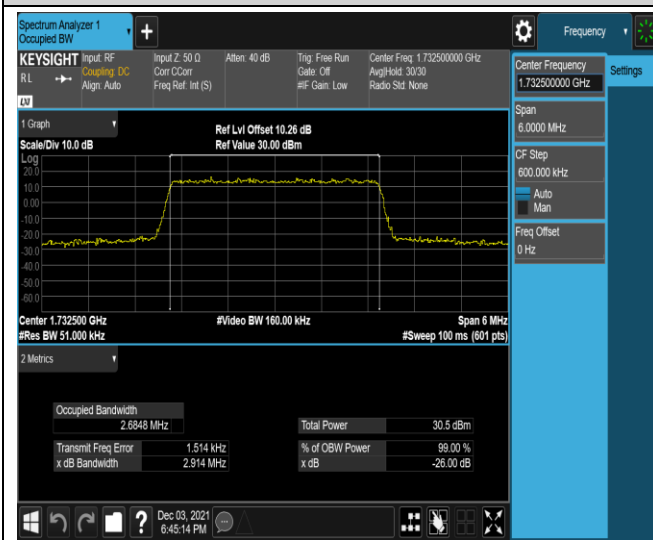 Spectrum Analyzer 1
Occupied BW
+
Frequency
KEYSIGHT
RL
LXI
Input: RF
Coupling: DC
Align: Auto
Input Z: 50 Ω
Corr CCorr
Freq Ref: Int (S)
Atten: 40 dB
Trig: Free Run
Gate: Off
#IF Gain: Low
Center Freq: 1.732500000 GHz
Avg|Hold: 30/30
Radio Std: None
Center Frequency
1.732500000 GHz
Settings
Span
6.0000 MHz
CF Step
600.000 kHz
Auto
Man
Freq Offset
0 Hz
1 Graph
Scale/Div 10.0 dB
Ref Lvl Offset 10.26 dB
Ref Value 30.00 dBm
Log
20.0
10.0
0.00
-10.0
-20.0
-30.0
-50.0
-60.0
Center 1.732500 GHz
#Video BW 160.00 kHz
Span 6 MHz
#Res BW 51.000 kHz
#Sweep 100 ms (601 pts)
2 Metrics
Occupied Bandwidth
2.6848 MHz
Total Power 30.5 dBm
Transmit Freq Error 1.514 kHz
% of OBW Power 99.00 %
x dB Bandwidth 2.914 MHz
x dB -26.00 dB
?
Dec 03, 2021
6:45:14 PM